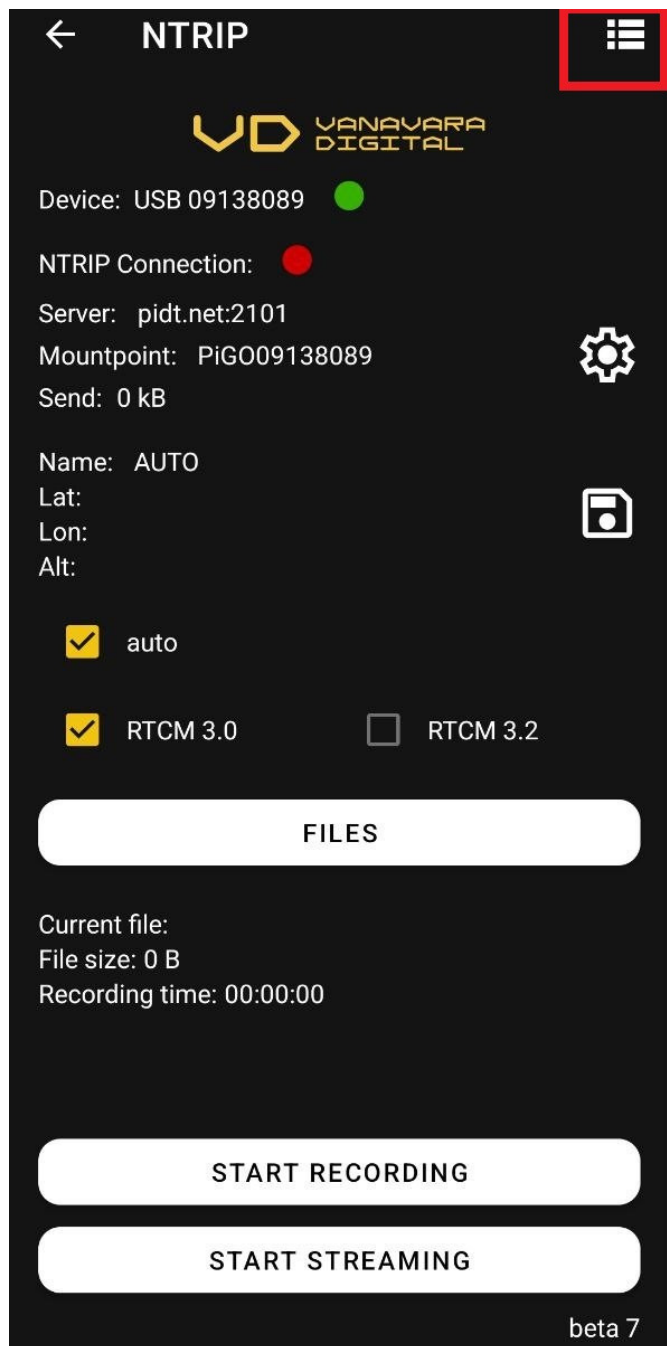 NTRIP
VD VANAVARA
DIGITAL
Device: USB 09138089
NTRIP Connection:
Server: pidt.net:2101
Mountpoint: PiGO09138089
Send: 0 kB
Name: AUTO
Lat:
Lon:
Alt:
auto
RTCM 3.0 RTCM 3.2
FILES
Current file:
File size: 0 B
Recording time: 00:00:00
START RECORDING
START STREAMING
beta 7